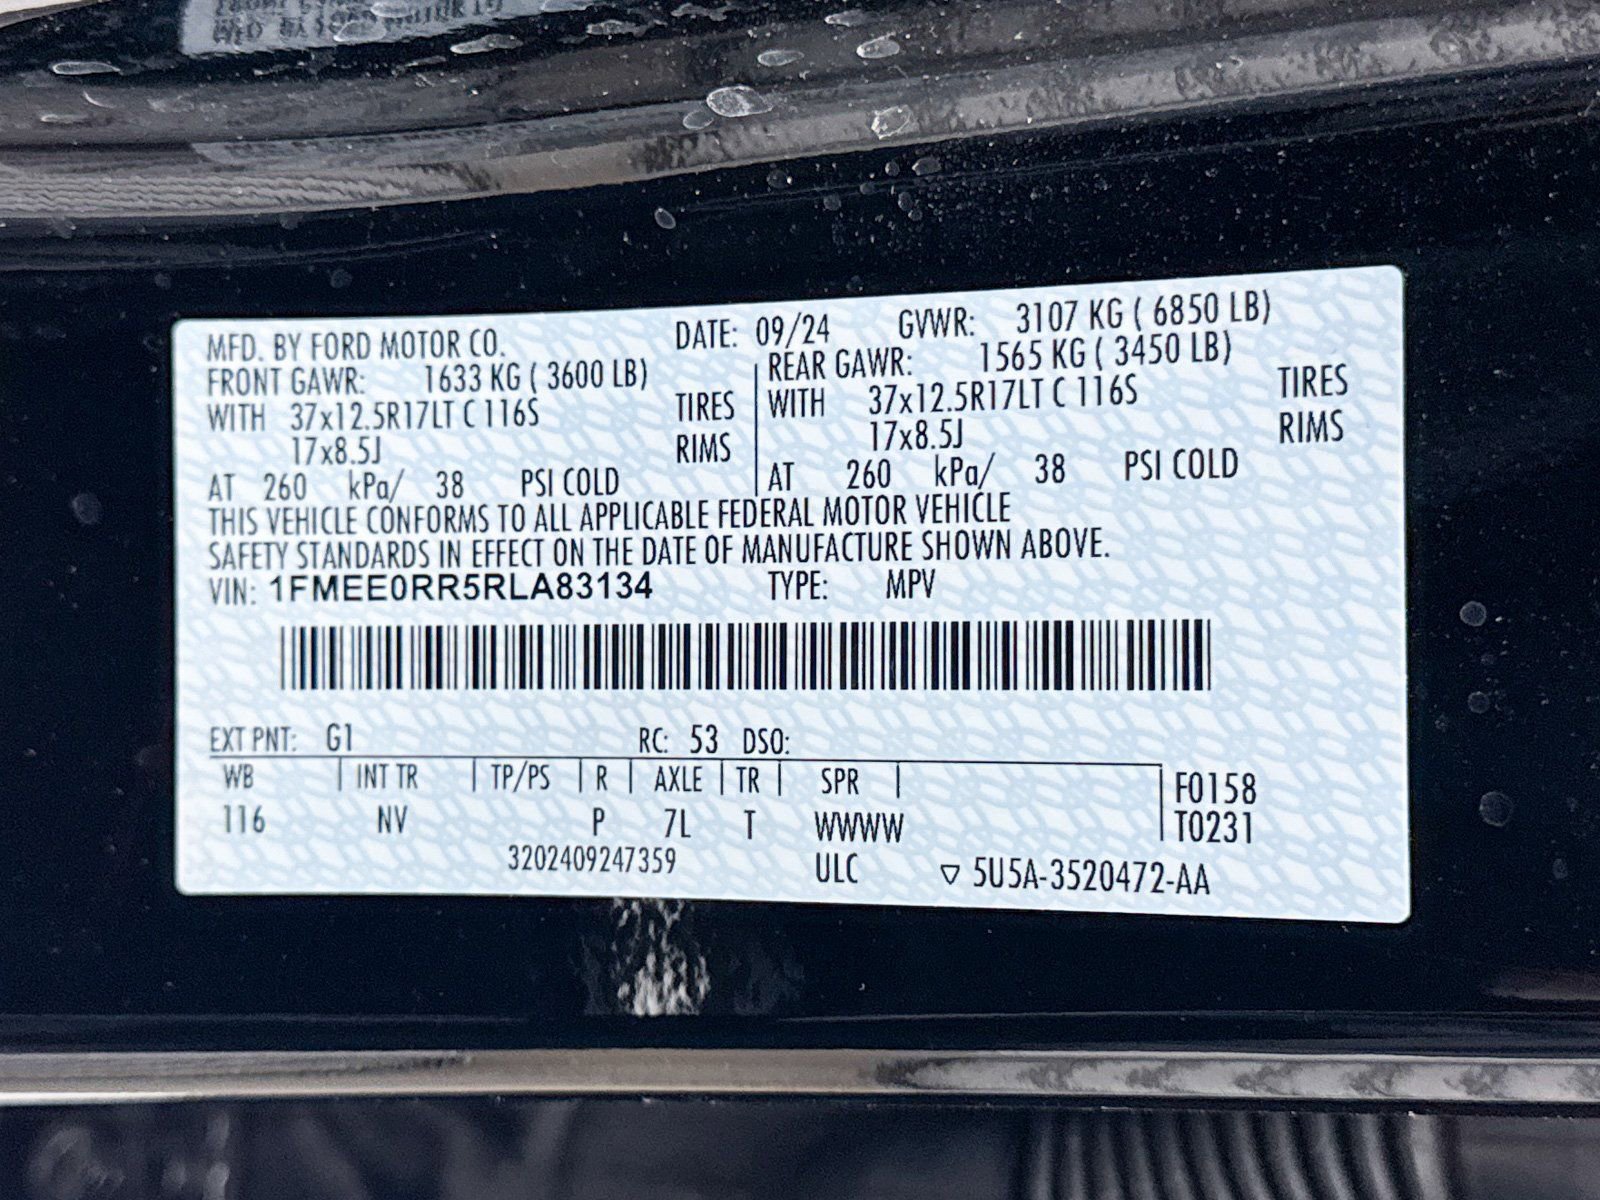 MFD. BY FORD MOTOR CO. DATE: 09/24 GVWR: 3107 KG ( 6850 LB)
FRONT GAWR: 1633 KG ( 3600 LB) REAR GAWR: 1565 KG ( 3450 LB)
WITH 37x12.5R17LT C 116S TIRES WITH 37x12.5R17LT C 116S TIRES
17x8.5J RIMS 17x8.5J RIMS
AT 260 kPa/ 38 PSI COLD AT 260 kPa/ 38 PSI COLD
THIS VEHICLE CONFORMS TO ALL APPLICABLE FEDERAL MOTOR VEHICLE
SAFETY STANDARDS IN EFFECT ON THE DATE OF MANUFACTURE SHOWN ABOVE.
VIN: 1FMEE0RR5RLA83134 TYPE: MPV
EXT PNT: G1 RC: 53 DSO:
WB INT TR TP/PS R AXLE TR SPR F0158
116 NV P 7L T WWWW T0231
3202409247359 ULC ▽ 5U5A-3520472-AA